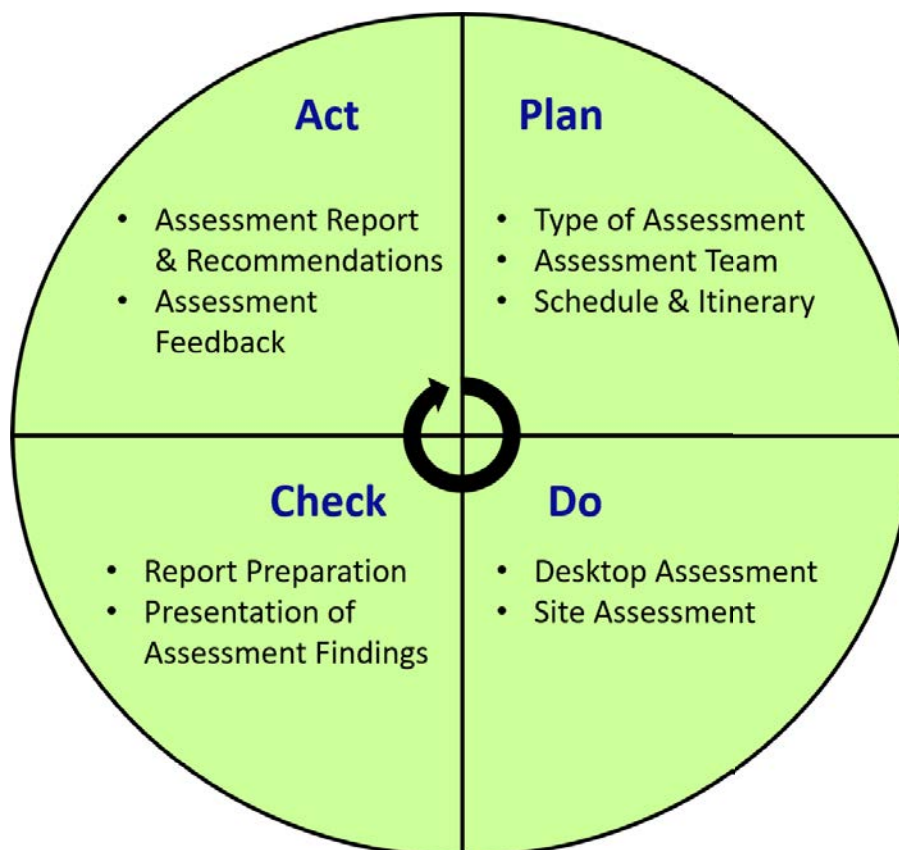 Act
• Assessment Report
& Recommendations
• Assessment
Feedback
Plan
• Type of Assessment
• Assessment Team
• Schedule & Itinerary
Check
• Report Preparation
• Presentation of
Assessment Findings
Do
• Desktop Assessment
• Site Assessment